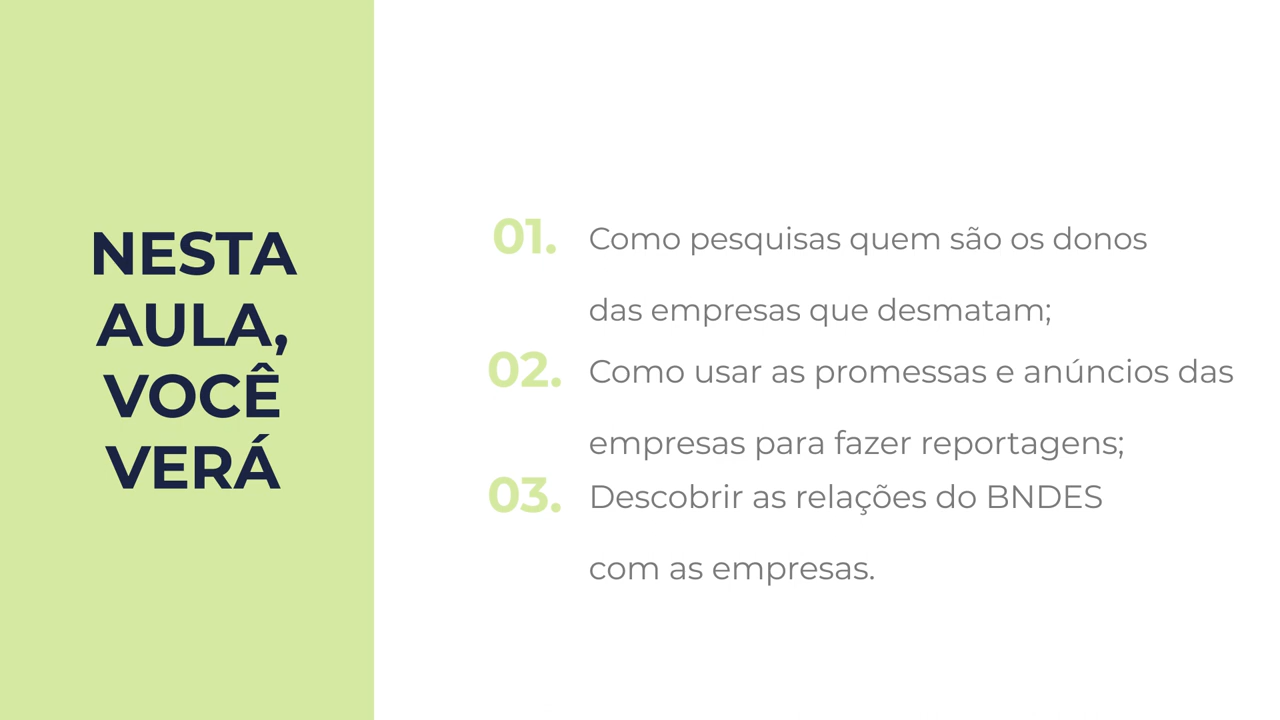 NESTA
AULA,
VOCÊ
VERÁ
01. Como pesquisas quem são os donos
das empresas que desmatam;
02. Como usar as promessas e anúncios das
empresas para fazer reportagens;
03. Descobrir as relações do BNDES
com as empresas.